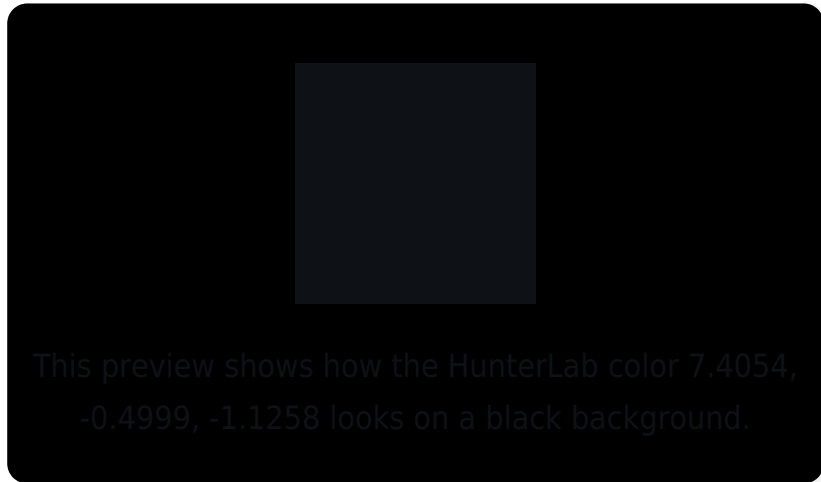 This preview shows how the HunterLab color 7.4054,
-0.4999, -1.1258 looks on a black background.